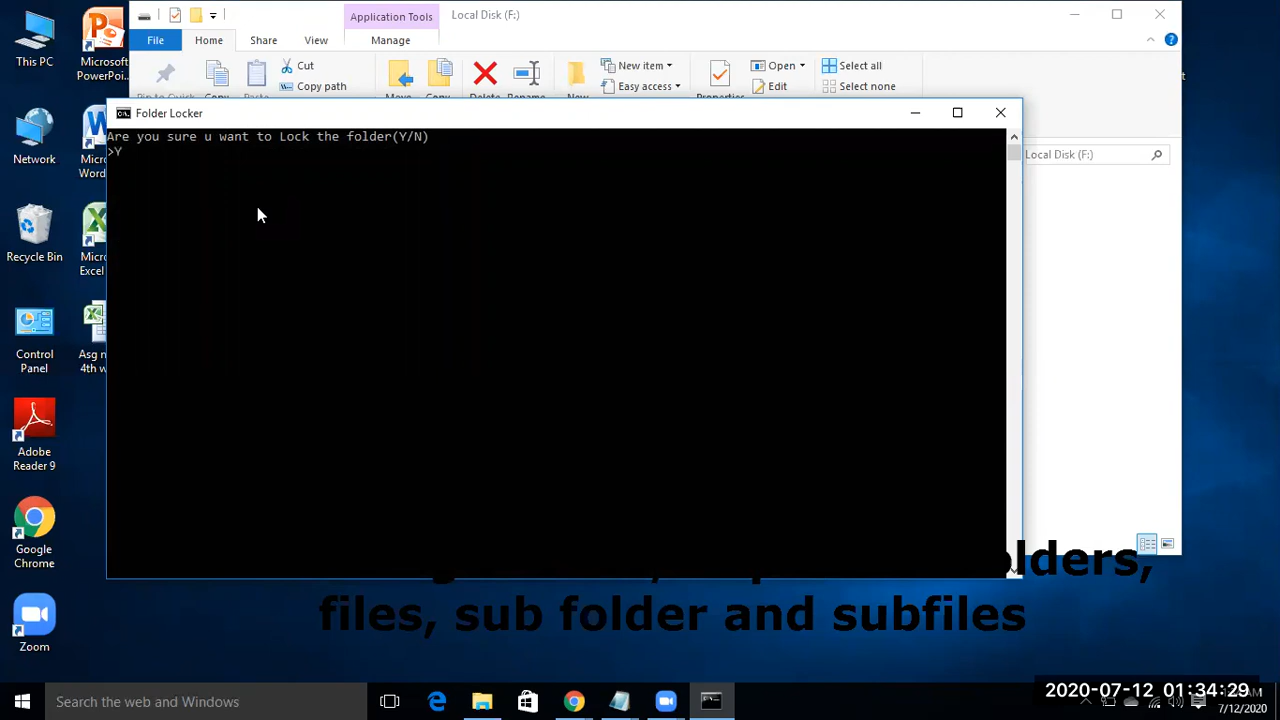 This PC
Microsoft
PowerPoi...
Network
Recycle Bin
Control
Panel
Adobe
Reader 9
Google
Chrome
Zoom
Application Tools
Local Disk (F:)
File
Home
Share
View
Manage
Cut
Copy path
New item
Easy access
Open
Edit
Select all
Select none
Folder Locker
Are you sure u want to Lock the folder(Y/N)
>Y
Local Disk (F:)
files, sub folder and subfiles
Search the web and Windows
2020-07-12 01:34:29
7/12/2020